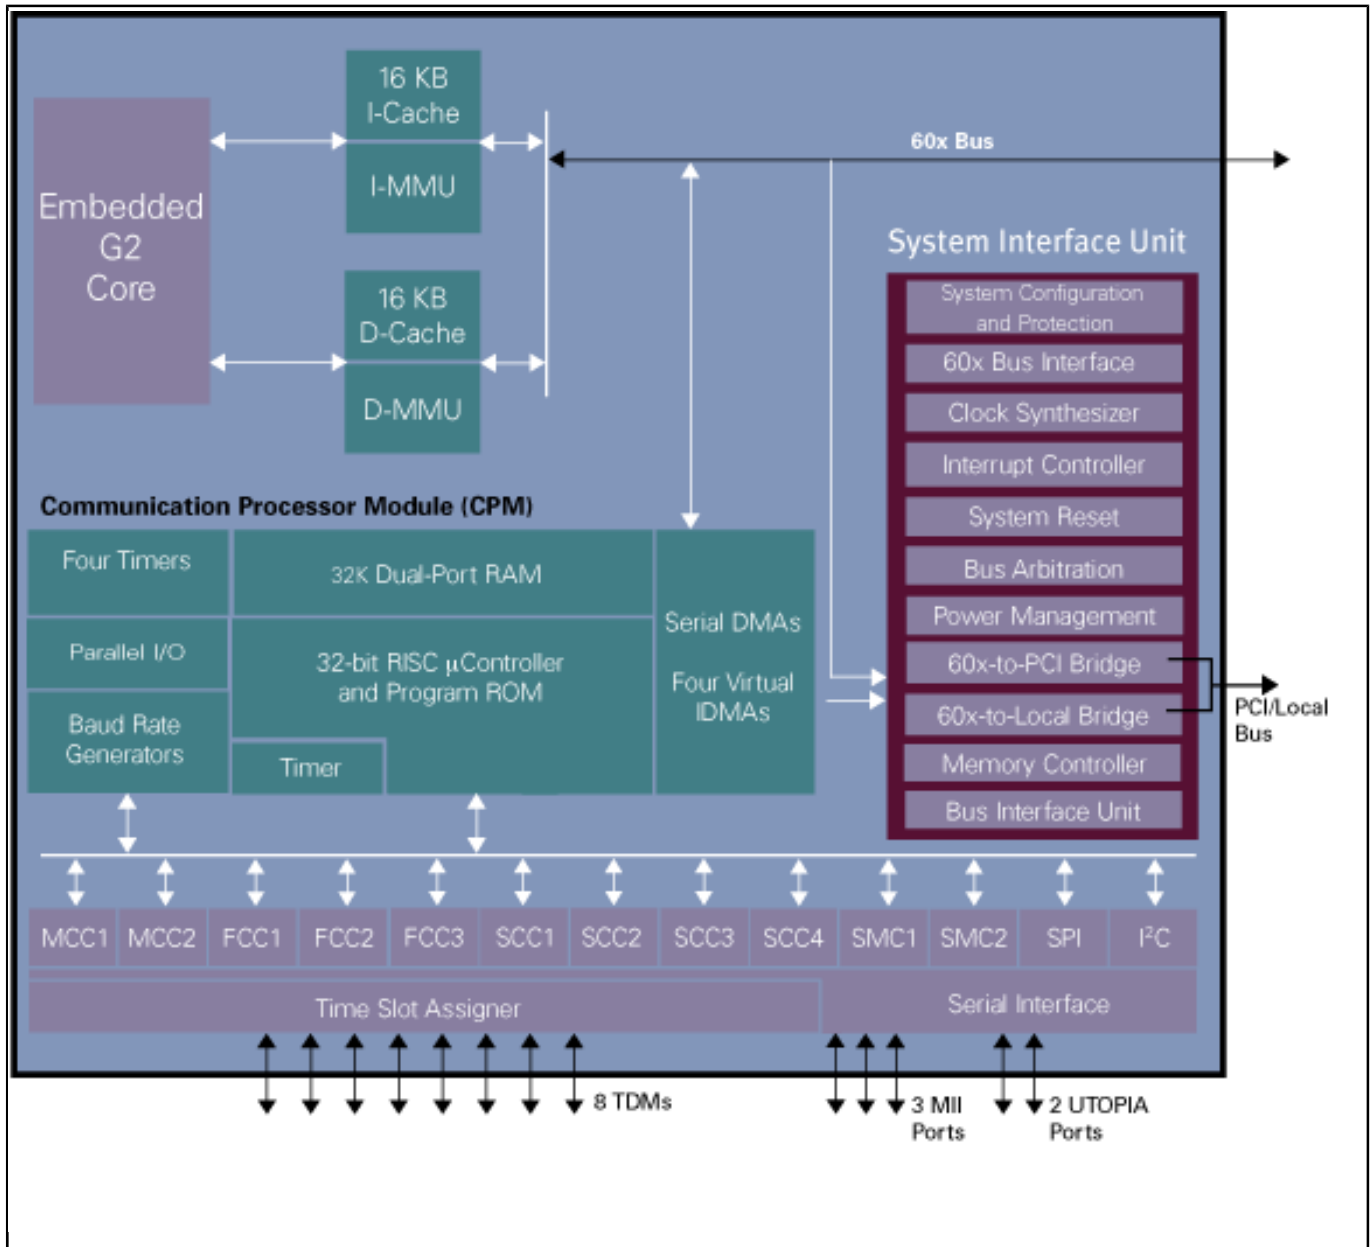 16 KB
I-Cache
I-MMU
60x Bus
Embedded
G2
Core
System Interface Unit
16 KB
D-Cache
D-MMU
System Configuration
and Protection
60x Bus Interface
Clock Synthesizer
Interrupt Controller
System Reset
Bus Arbitration
Power Management
60x-to-PCI Bridge
60x-to-Local Bridge
Memory Controller
Bus Interface Unit
PCI/Local
Bus
Communication Processor Module (CPM)
Four Timers
32K Dual-Port RAM
Parallel I/O
32-bit RISC µController
and Program ROM
Serial DMAs
Four Virtual
IDMAs
Baud Rate
Generators
Timer
MCC1 MCC2 FCC1 FCC2 FCC3 SCC1 SCC2 SCC3 SCC4 SMC1 SMC2 SPI I²C
Time Slot Assigner
Serial Interface
8 TDMs
3 MII
Ports
2 UTOPIA
Ports